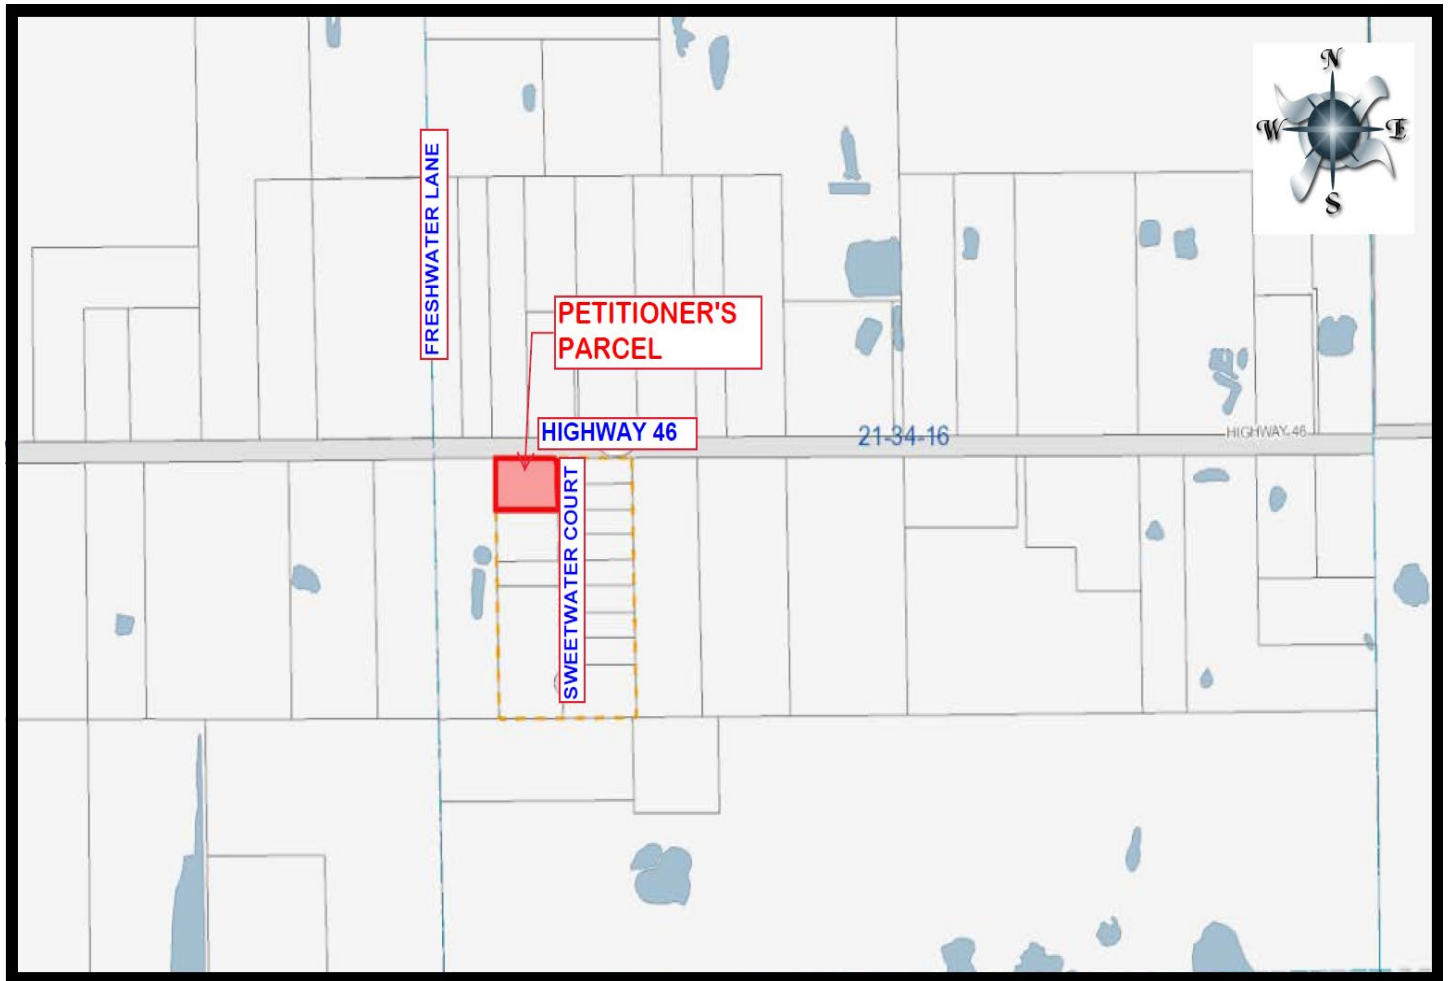 N
W
E
S
FRESHWATER LANE
PETITIONER'S
PARCEL
HIGHWAY 46
21-34-16
HIGHWAY 46
SWEETWATER COURT